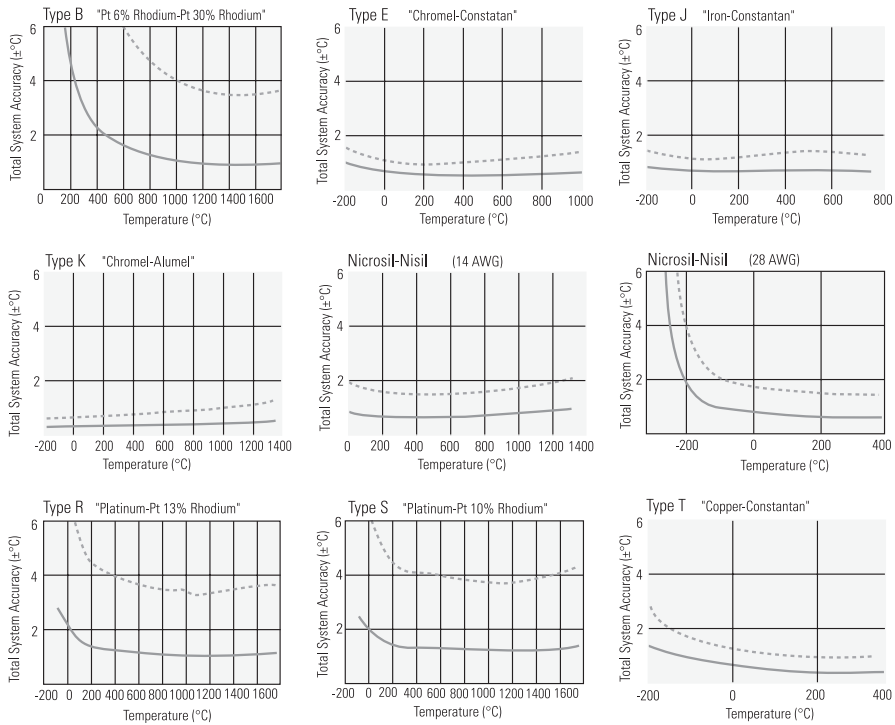 Type B "Pt 6% Rhodium-Pt 30% Rhodium"
Total System Accuracy (±°C)
6
4
2
0
0 200 400 600 800 1000 1200 1400 1600
Temperature (°C)
Type E "Chromel-Constatan"
Total System Accuracy (±°C)
6
4
2
-200 0 200 400 600 800 1000
Temperature (°C)
Type J "Iron-Constantan"
Total System Accuracy (±°C)
6
4
2
-200 0 200 400 600 800
Temperature (°C)
Type K "Chromel-Alumel"
Total System Accuracy (±°C)
6
4
2
-200 0 200 400 600 800 1000 1200 1400
Temperature (°C)
Nicrosil-Nisil (14 AWG)
Total System Accuracy (±°C)
6
4
2
0 200 400 600 800 1000 1200 1400
Temperature (°C)
Nicrosil-Nisil (28 AWG)
Total System Accuracy (±°C)
6
4
2
-200 0 200 400
Temperature (°C)
Type R "Platinum-Pt 13% Rhodium"
Total System Accuracy (±°C)
6
4
2
-200 0 200 400 600 800 1000 1200 1400 1600
Temperature (°C)
Type S "Platinum-Pt 10% Rhodium"
Total System Accuracy (±°C)
6
4
2
-200 0 200 400 600 800 1000 1200 1400 1600
Temperature (°C)
Type T "Copper-Constantan"
Total System Accuracy (±°C)
6
4
2
-200 0 200 400
Temperature (°C)